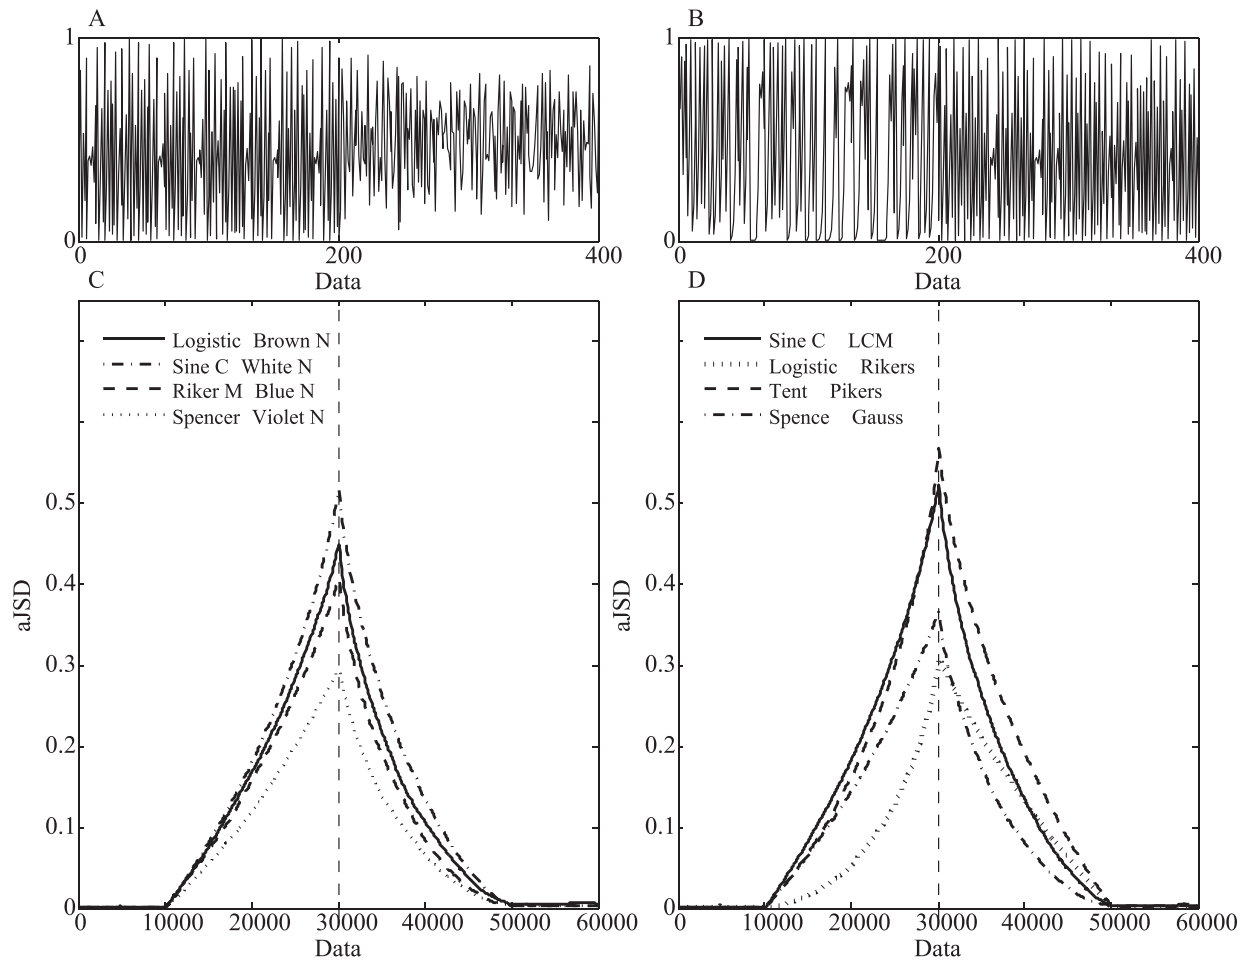 A
1
0
0
200
400
Data
B
1
0
0
200
400
Data
C
Logistic Brown N
Sine C White N
Riker M Blue N
Spencer Violet N
aJSD
0.5
0.4
0.3
0.2
0.1
0
0
10000
20000
30000
40000
50000
60000
Data
D
Sine C LCM
Logistic Rikers
Tent Pikers
Spence Gauss
aJSD
0.5
0.4
0.3
0.2
0.1
0
0
10000
20000
30000
40000
50000
60000
Data